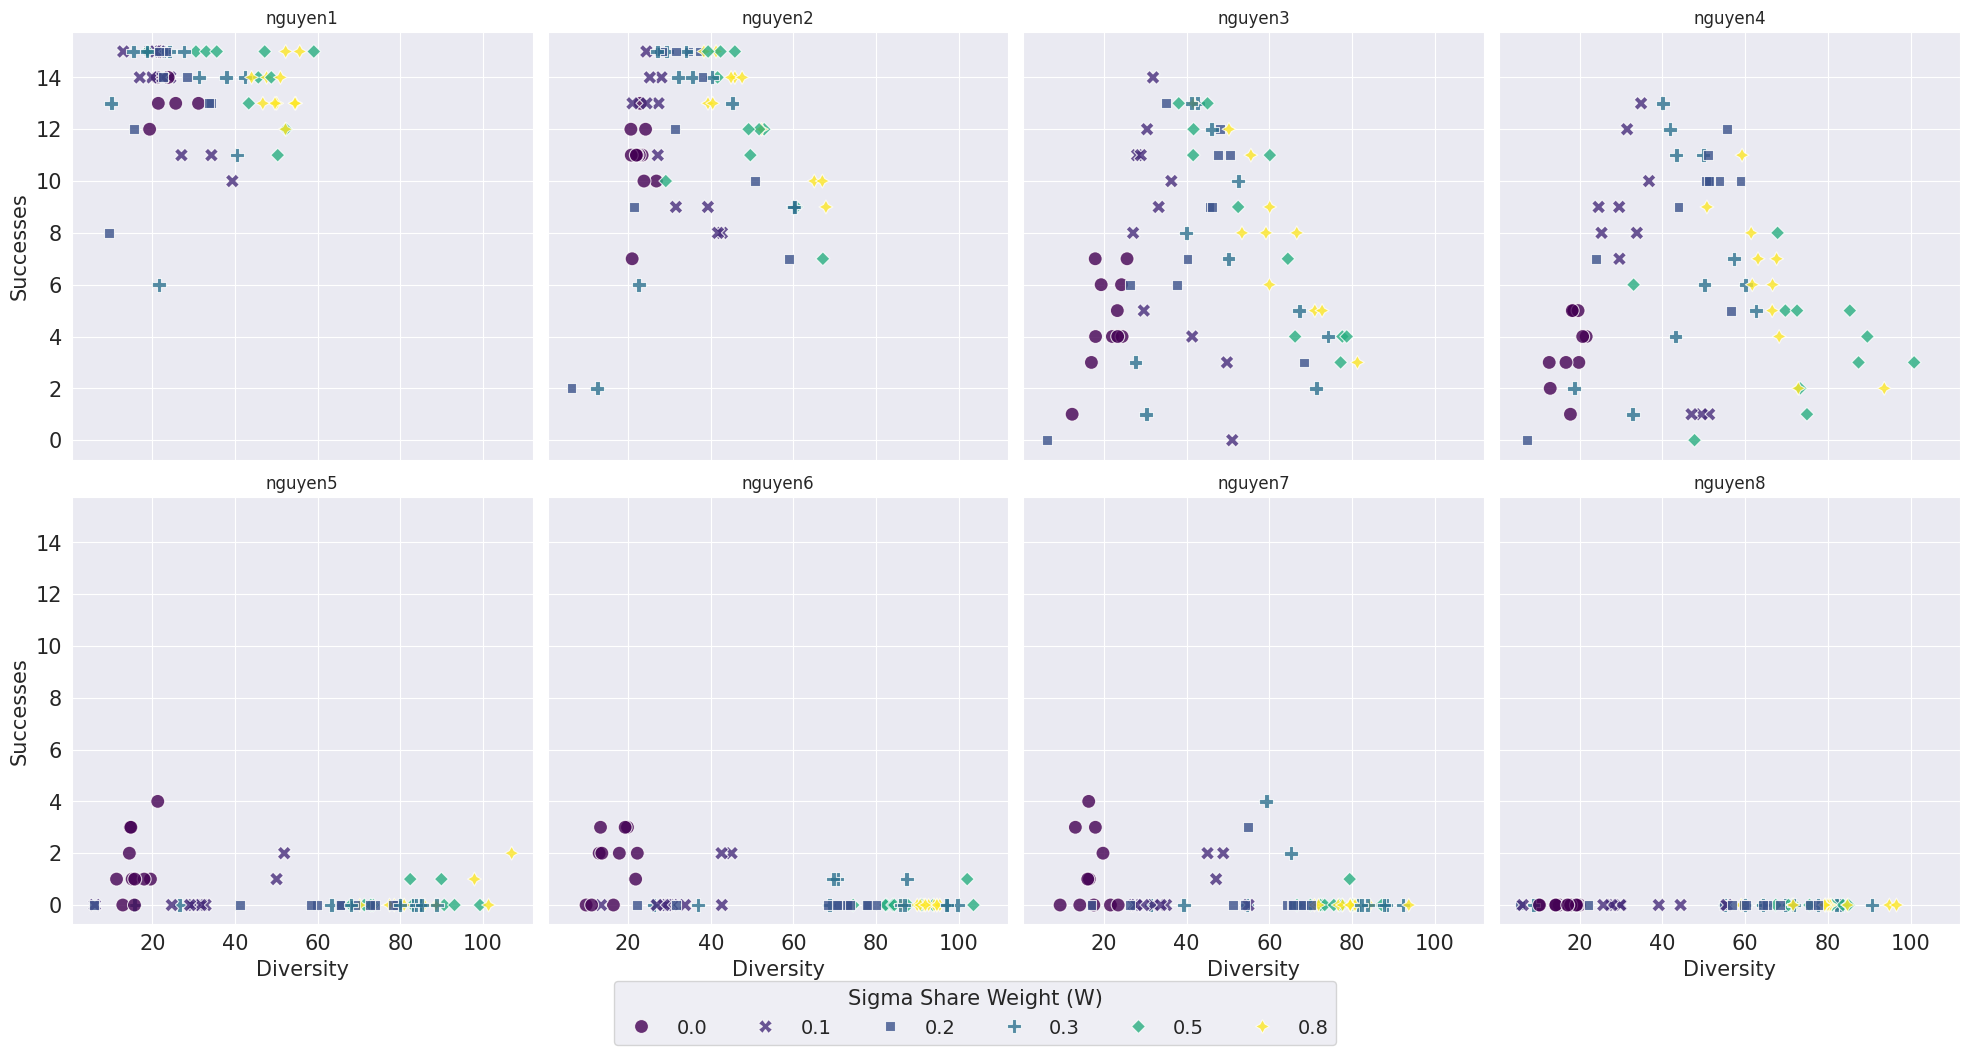 nguyen1 nguyen2 nguyen3 nguyen4
14
12
10
8
6
4
2
0
Successes
nguyen5 nguyen6 nguyen7 nguyen8
14
12
10
8
6
4
2
0
Successes
20 40 60 80 100 20 40 60 80 100 20 40 60 80 100 20 40 60 80 100
Diversity Diversity Diversity Diversity
Sigma Share Weight (W)
0.0 0.1 0.2 0.3 0.5 0.8